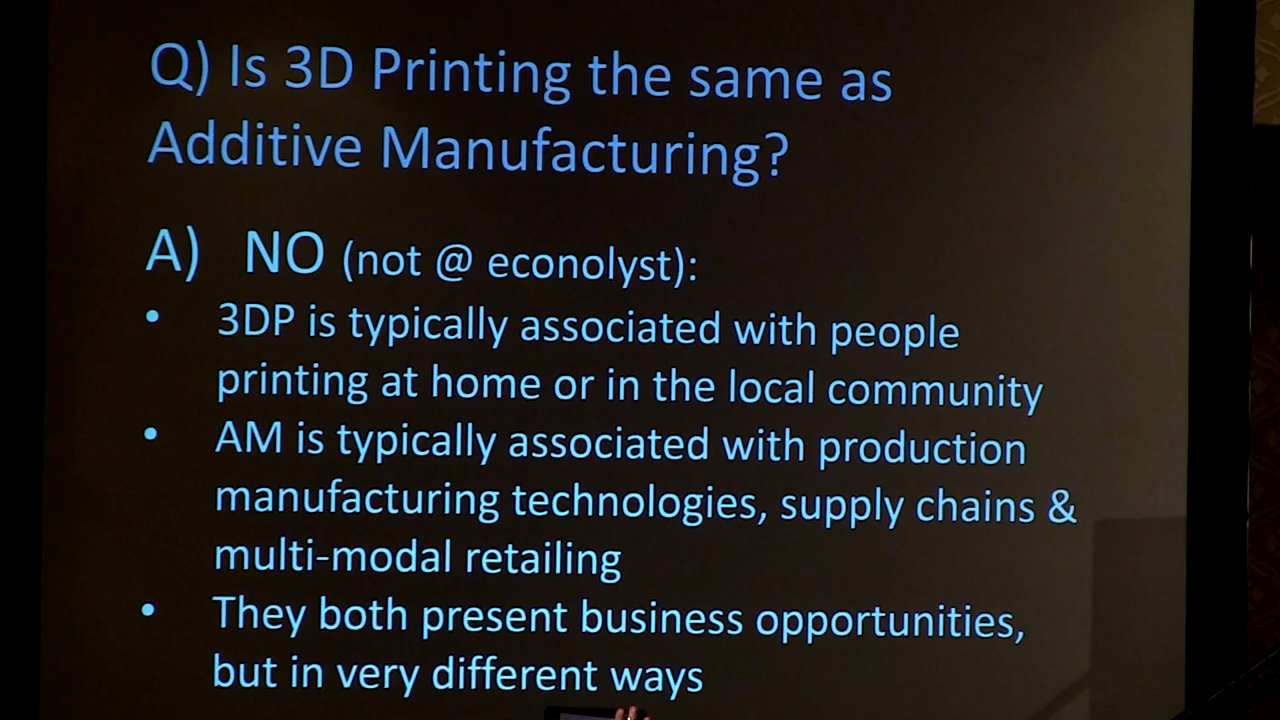 Q) Is 3D Printing the same as
Additive Manufacturing?
A) NO (not @ econolyst):
• 3DP is typically associated with people
printing at home or in the local community
• AM is typically associated with production
manufacturing technologies, supply chains &
multi-modal retailing
• They both present business opportunities,
but in very different ways